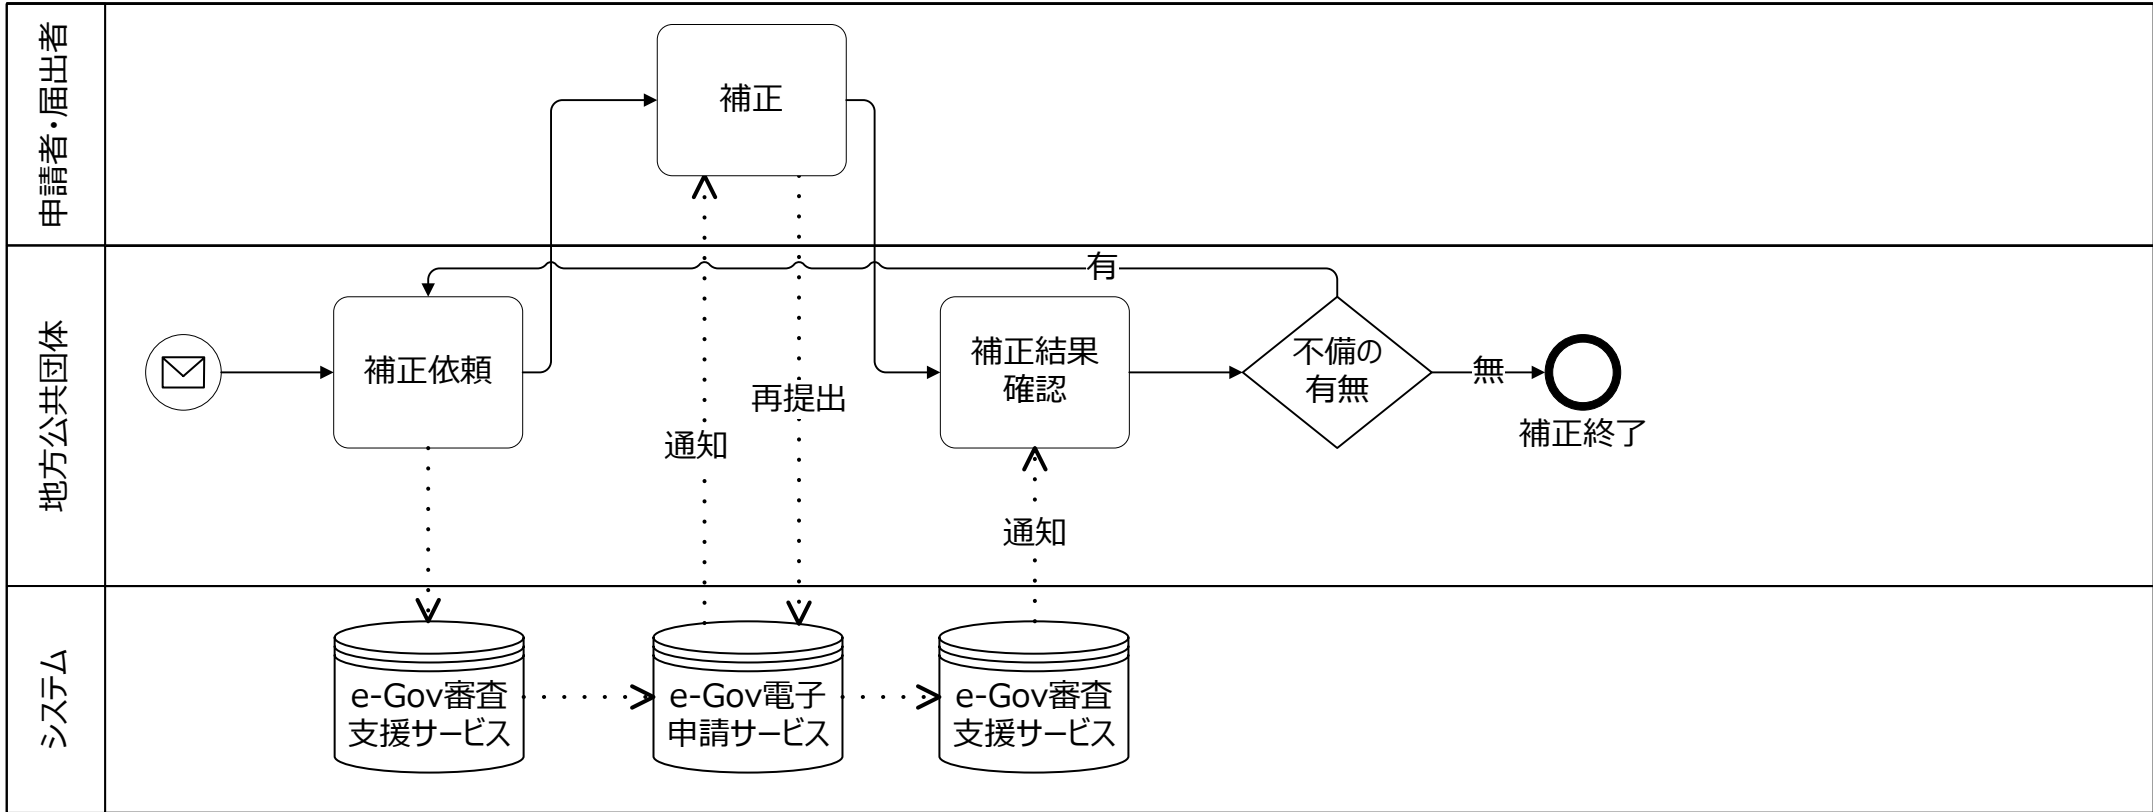 申請者・届出者
補正
地方公共団体
有
補正依頼
補正結果
確認
不備の
有無
無
補正終了
再提出
通知
通知
システム
e-Gov審査
支援サービス
e-Gov電子
申請サービス
e-Gov審査
支援サービス